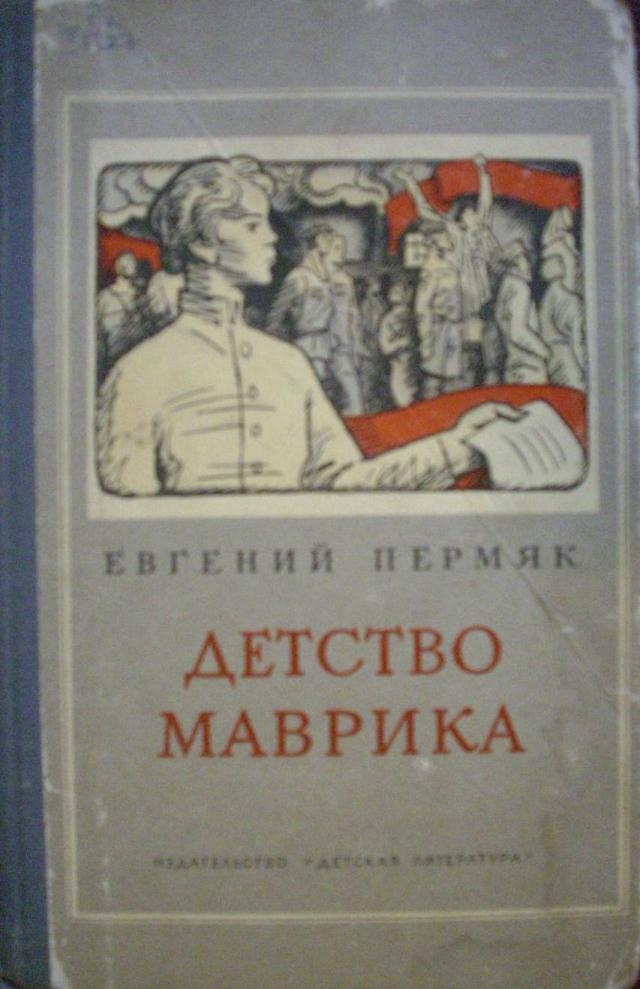 ЕВГЕНИЙ ПЕРМЯК
ДЕТСТВО
МАВРИКА
ИЗДАТЕЛЬСТВО "ДЕТСКАЯ ЛИТЕРАТУРА"